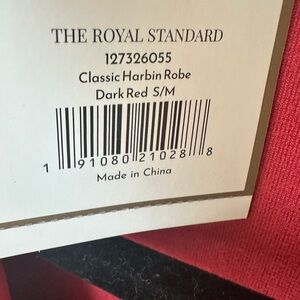 THE ROYAL STANDARD
127326055
Classic Harbin Robe
Dark Red S/M
1 91080 21028 8
Made in China